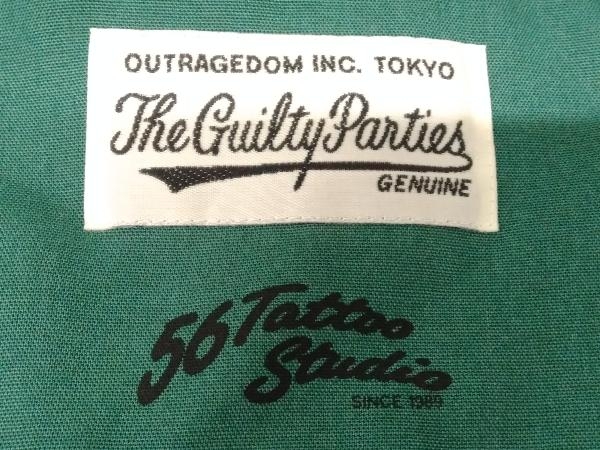 OUTRAGEDOM INC. TOKYO
The Guilty Parties
GENUINE
56 Tattoo
Studio
SINCE 1989